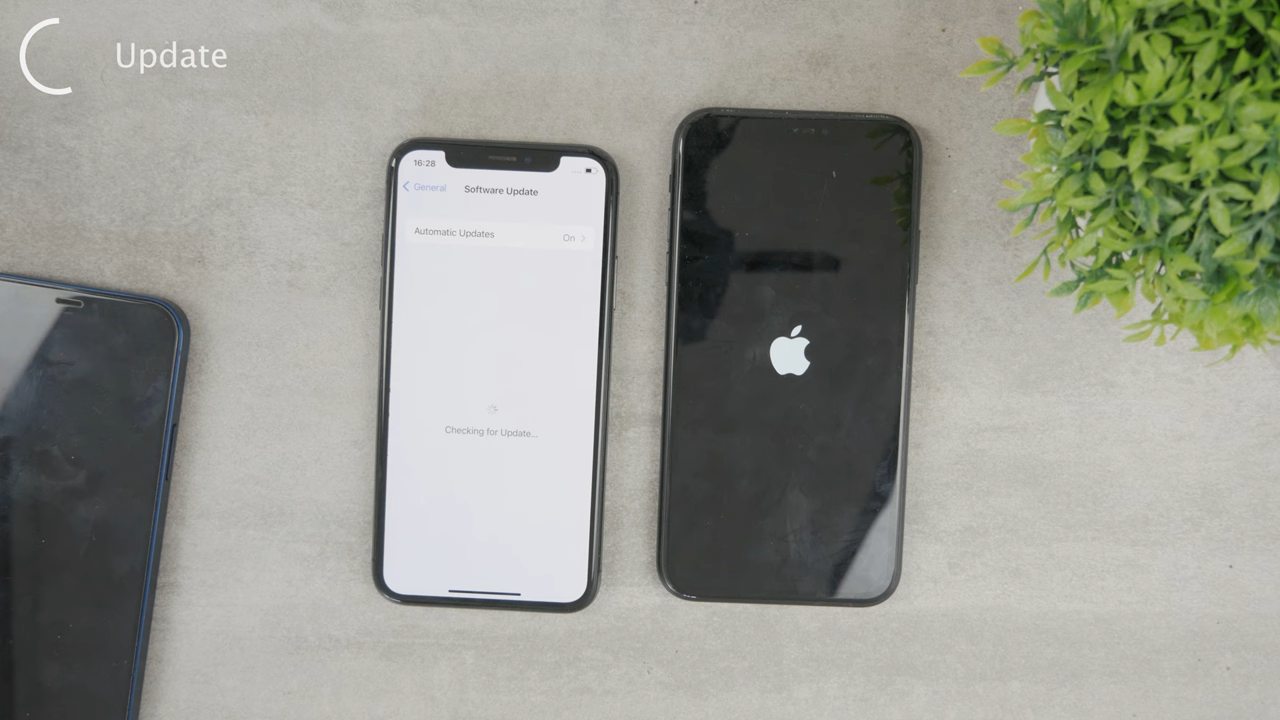 Update
16:28
General Software Update
Automatic Updates On
Checking for Update...